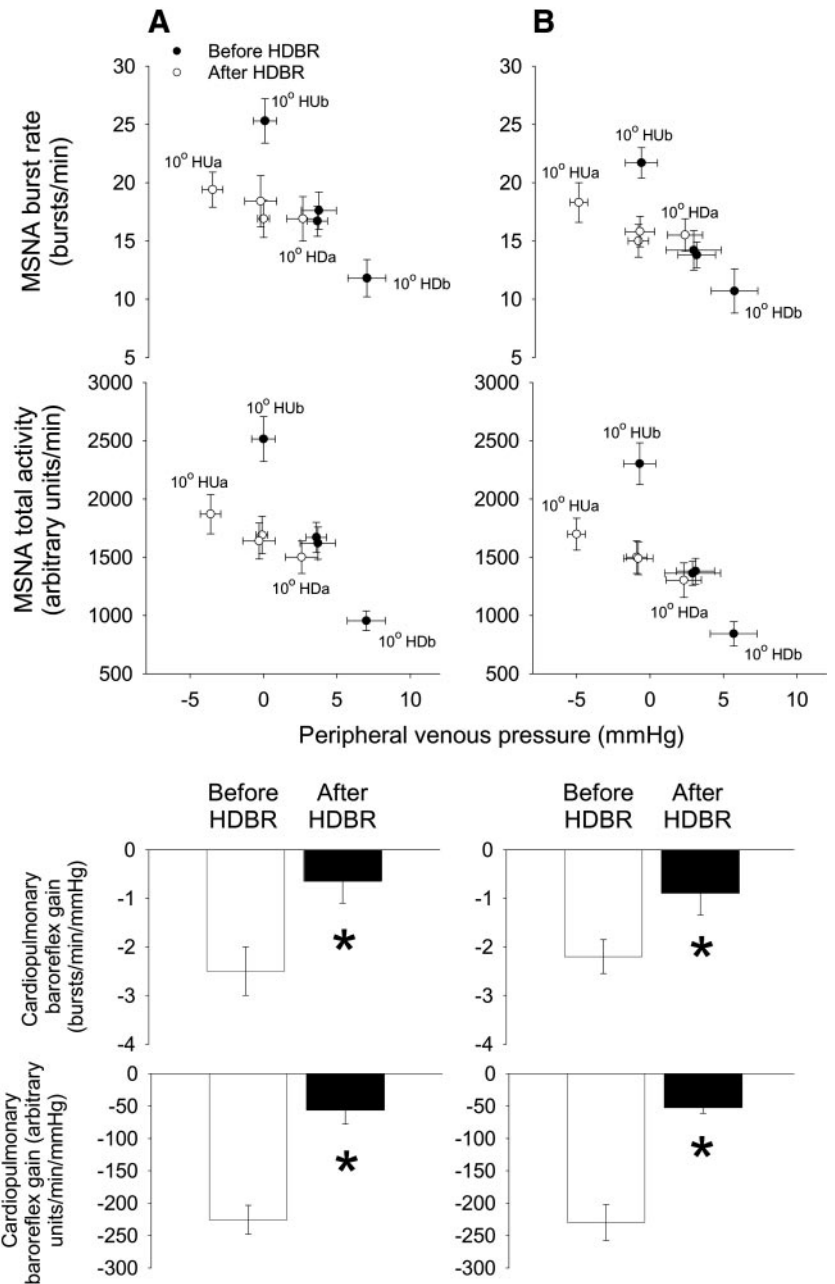 A
B
Before HDBR
After HDBR
MSNA burst rate
(bursts/min)
30
25
20
15
10
5
10° HUb
10° HUa
10° HDa
10° HDb
30
25
20
15
10
5
10° HUb
10° HUa
10° HDa
10° HDb
MSNA total activity
(arbitrary units/min)
3000
2500
2000
1500
1000
500
10° HUb
10° HUa
10° HDa
10° HDb
3000
2500
2000
1500
1000
500
10° HUb
10° HUa
10° HDa
10° HDb
-5 0 5 10
-5 0 5 10
Peripheral venous pressure (mmHg)
Before
HDBR
After
HDBR
Before
HDBR
After
HDBR
Cardiopulmonary
baroreflex gain
(bursts/min/mmHg)
0
-1
-2
-3
-4
*
0
-1
-2
-3
-4
*
Cardiopulmonary
baroreflex gain (arbitrary
units/min/mmHg)
0
-50
-100
-150
-200
-250
-300
*
0
-50
-100
-150
-200
-250
-300
*